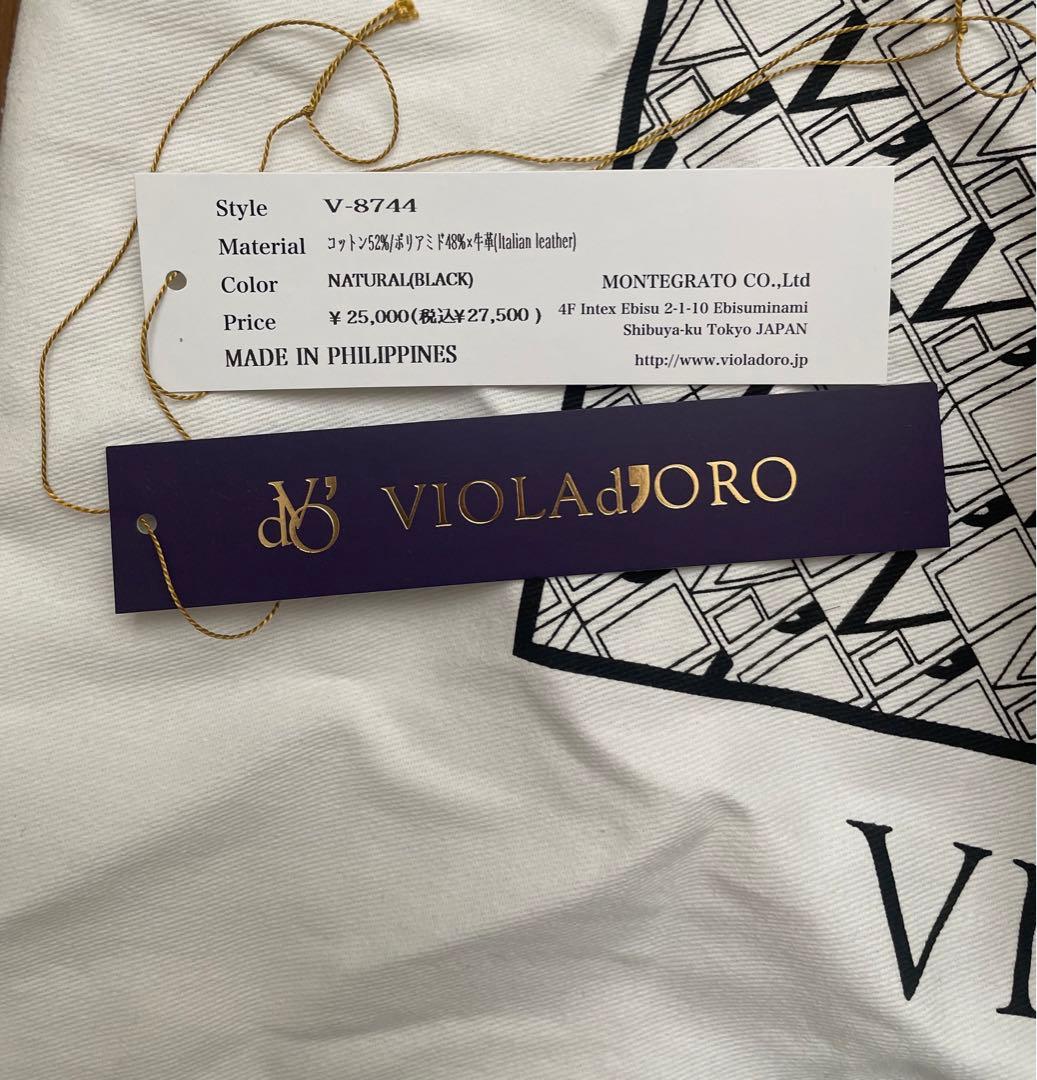 Style V-8744
Material コットン52%/ポリアミド48%×牛革(Italian leather)
Color NATURAL(BLACK)
Price ¥25,000(税込¥27,500 )
MADE IN PHILIPPINES
MONTEGRATO CO.,Ltd
4F Intex Ebisu 2-1-10 Ebisuminami
Shibuya-ku Tokyo JAPAN
http://www.violadoro.jp
VIOLAd'ORO
VI